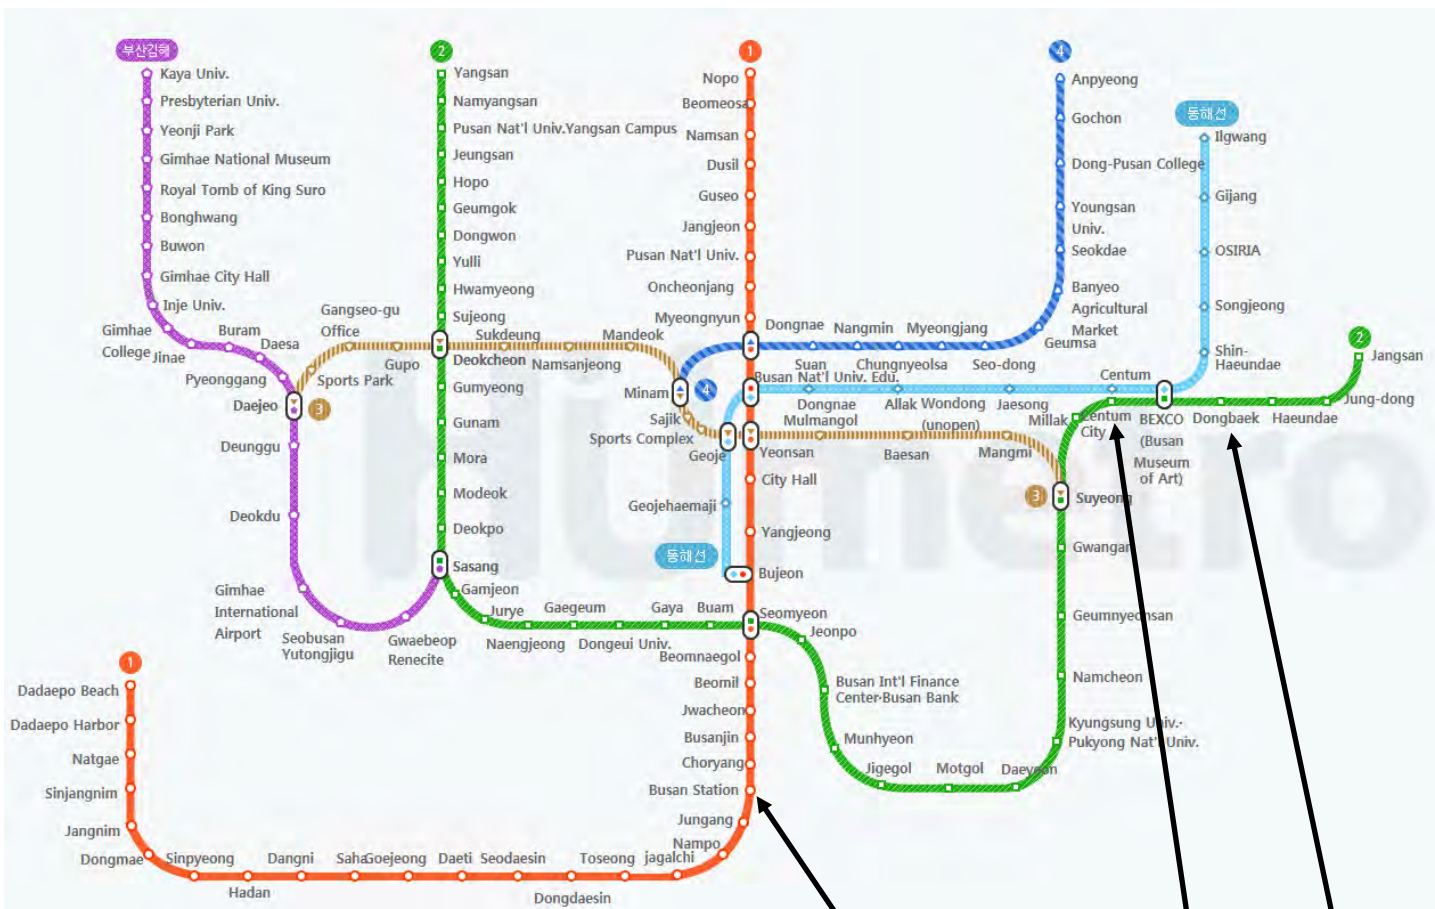 부산김해
Kaya Univ.
Presbyterian Univ.
Yeonji Park
Gimhae National Museum
Royal Tomb of King Suro
Bonghwang
Buwon
Gimhae City Hall
Inje Univ.
Gimhae
College
Jinae
Buram
Daesa
Pyeonggang
Daejeo
Deunggu
Deokdu
Gimhae
International
Airport
Seobusan
Yutongjigu
Gwaebeop
Renecite
2
Yangsan
Namyangsan
Pusan Nat'l Univ.Yangsan Campus
Jeungsan
Hopo
Geumgok
Dongwon
Yulli
Hwamyeong
Sujeong
Deokcheon
Gumyeong
Gunam
Mora
Modeok
Deokpo
Sasang
Gamjeon
Jurye
Naengjeong
Gaegeum
Dongeui Univ.
Gaya
Buam
Seomyeon
Jeonpo
Busan Int'l Finance
Center·Busan Bank
Munhyeon
Jigegol
Motgol
Daeyeon
Kyungsung Univ.·
Pukyong Nat'l Univ.
Namcheon
Geumnyeonsan
Gwangan
Suyeong
Millak
Centum
City
BEXCO
(Busan
Museum
of Art)
Dongbaek
Haeundae
Jung-dong
Jangsan
2
3
Sports Park
Gangseo-gu
Office
Gupo
Sukdeung
Namsanjeong
Mandeok
Minam
Sajik
Sports Complex
Geoje
Yeonsan
Mulmangol
Baesan
Mangmi
3
1
Nopo
Beomeosa
Namsan
Dusil
Guseo
Jangjeon
Pusan Nat'l Univ.
Oncheonjang
Myeongnyun
Dongnae
Busan Nat'l Univ. Edu.
City Hall
Yangjeong
Bujeon
Beomnaegol
Beomil
Jwacheon
Busanjin
Choryang
Busan Station
Jungang
Nampo
jagalchi
Toseong
Dongdaesin
Seodaesin
Daeti
Goejeong
Saha
Dangni
Hadan
Sinpyeong
Dongmae
Jangnim
Sinjangnim
Natgae
Dadaepo Harbor
Dadaepo Beach
1
4
Anpyeong
Gochon
Dong-Pusan College
Youngsan
Univ.
Seokdae
Banyeo
Agricultural
Market
Geumsa
Seo-dong
Myeongjang
Chungnyeolsa
Nangmin
Suan
4
동해선
Ilgwang
Gijang
OSIRIA
Songjeong
Shin-
Haeundae
Centum
Jaesong
Wondong
(unopen)
Allak
Dongnae
Geojehaemaji
동해선
Humetro